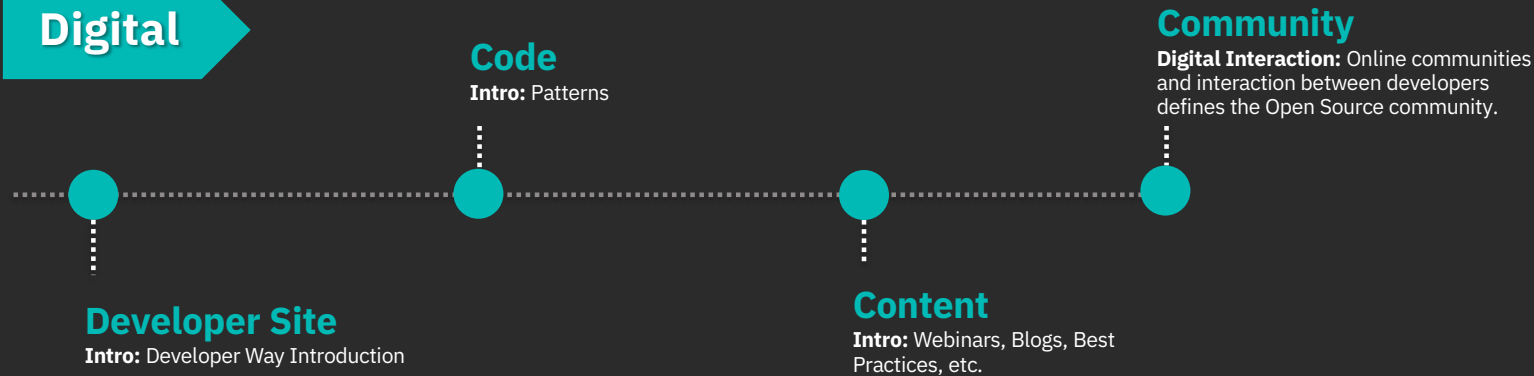 Digital
Code
Intro: Patterns
Community
Digital Interaction: Online communities
and interaction between developers
defines the Open Source community.
Developer Site
Intro: Developer Way Introduction
Content
Intro: Webinars, Blogs, Best
Practices, etc.